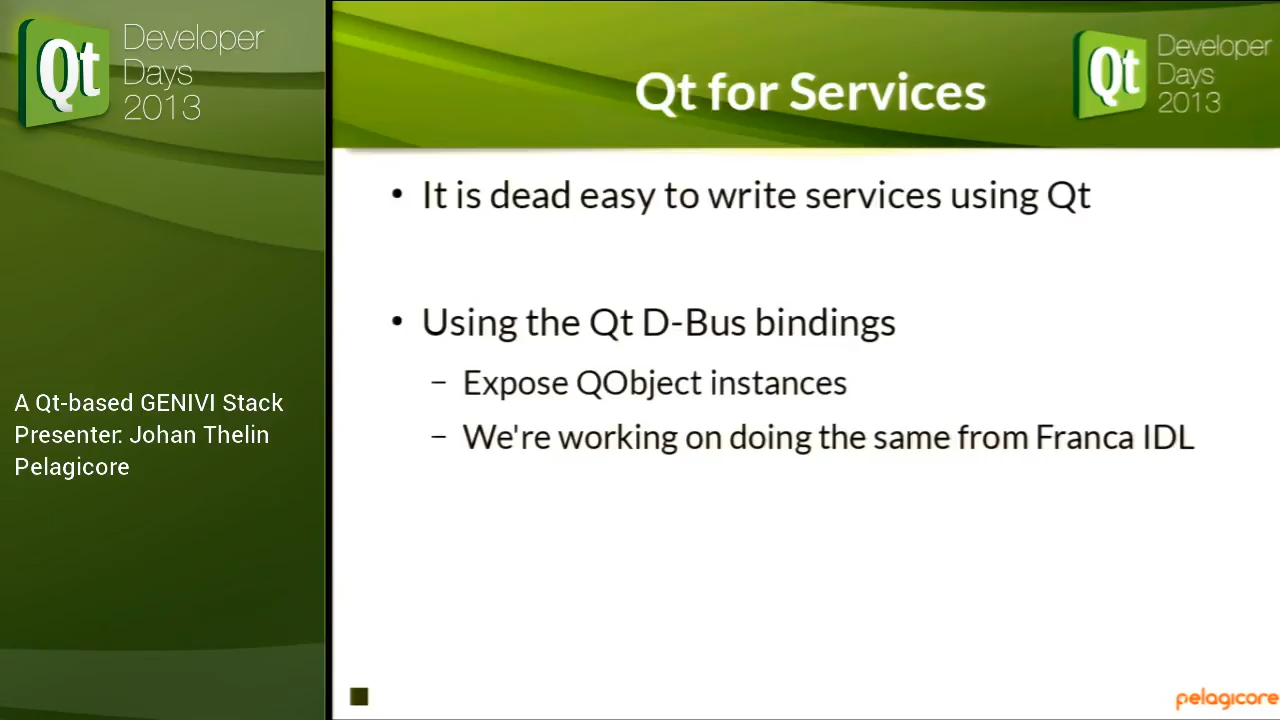 Qt
Developer
Days
2013
A Qt-based GENIVI Stack
Presenter: Johan Thelin
Pelagicore
Qt for Services
Qt
Developer
Days
2013
• It is dead easy to write services using Qt
• Using the Qt D-Bus bindings
– Expose QObject instances
– We're working on doing the same from Franca IDL
pelagicore